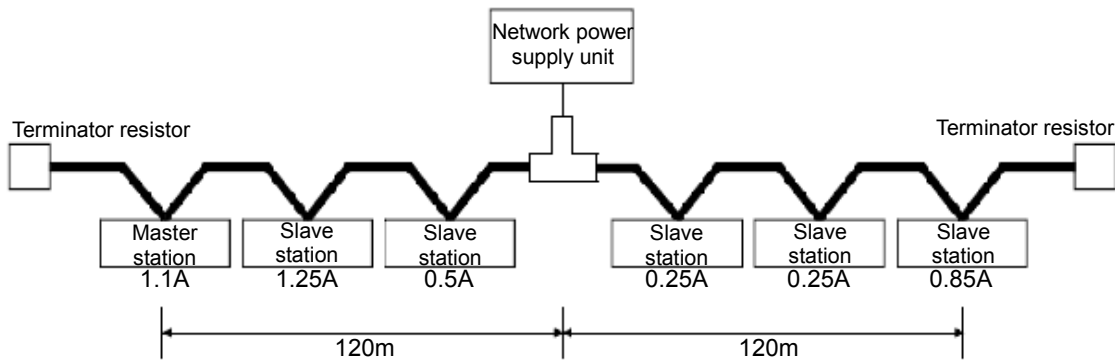 Network power
supply unit
Terminator resistor
Terminator resistor
Master
station
1.1A
Slave
station
1.25A
Slave
station
0.5A
Slave
station
0.25A
Slave
station
0.25A
Slave
station
0.85A
120m
120m